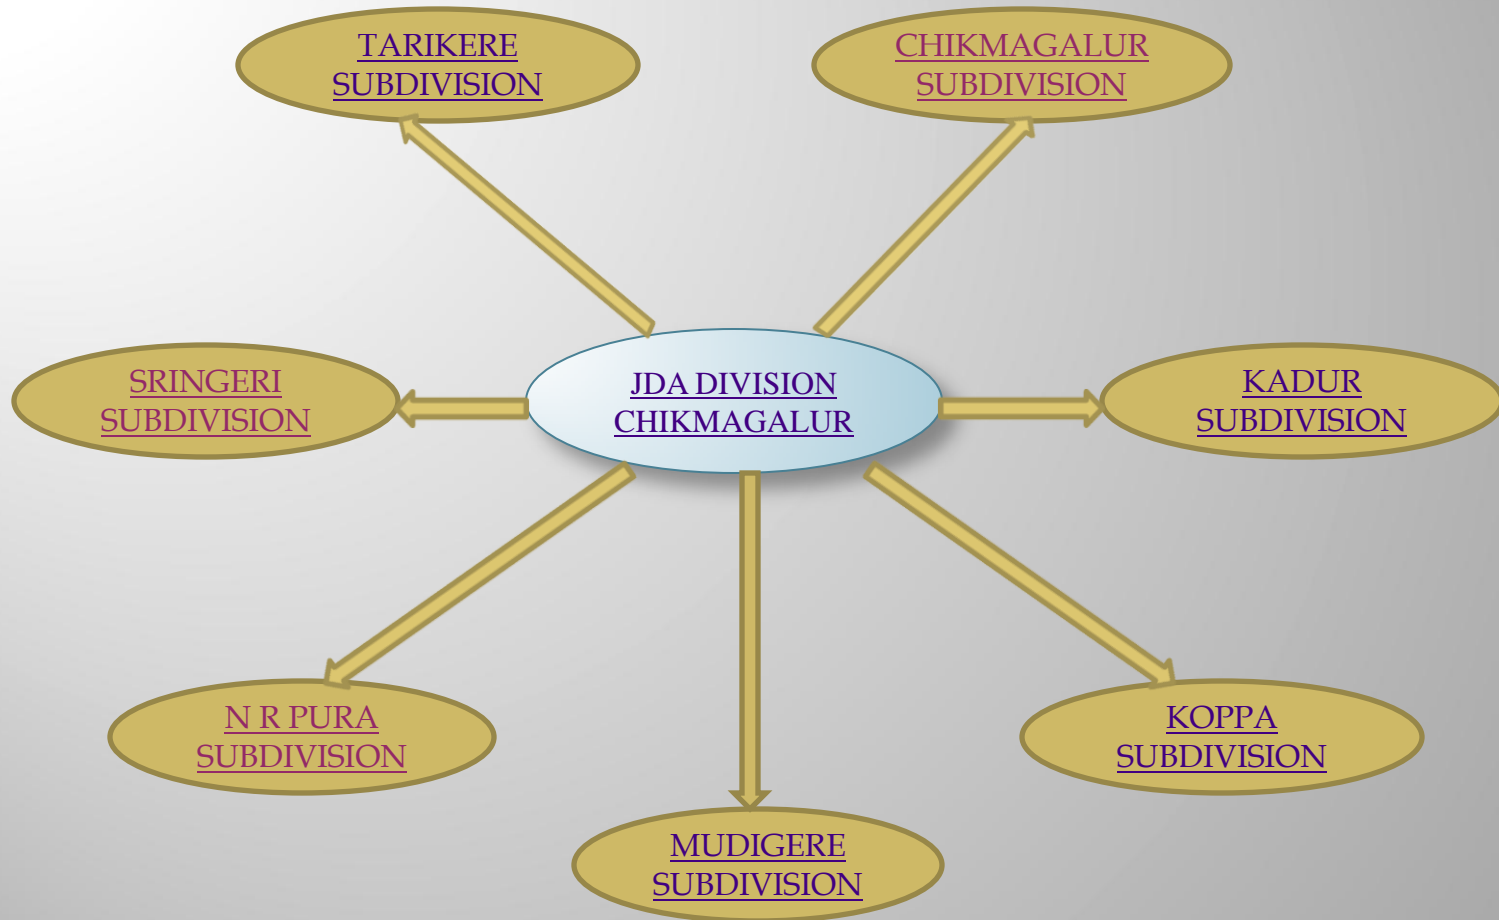 TARIKERE
SUBDIVISION
CHIKMAGALUR
SUBDIVISION
SRINGERI
SUBDIVISION
JDA DIVISION
CHIKMAGALUR
KADUR
SUBDIVISION
N R PURA
SUBDIVISION
KOPPA
SUBDIVISION
MUDIGERE
SUBDIVISION